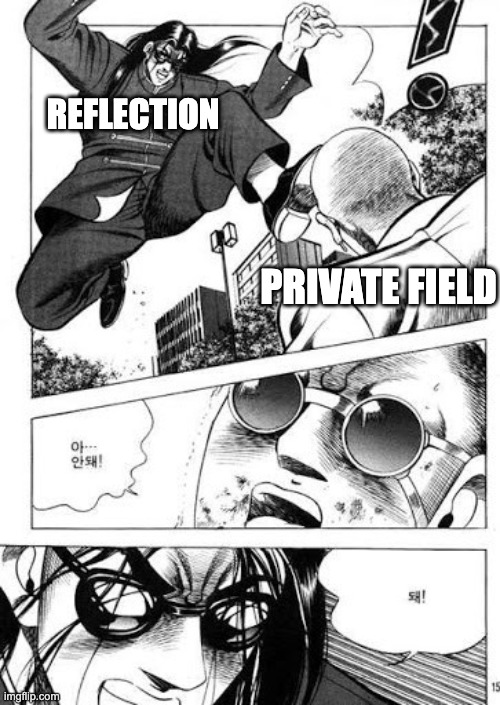 REFLECTION
PRIVATE FIELD
아…
안돼!
돼!
15
imgflip.com